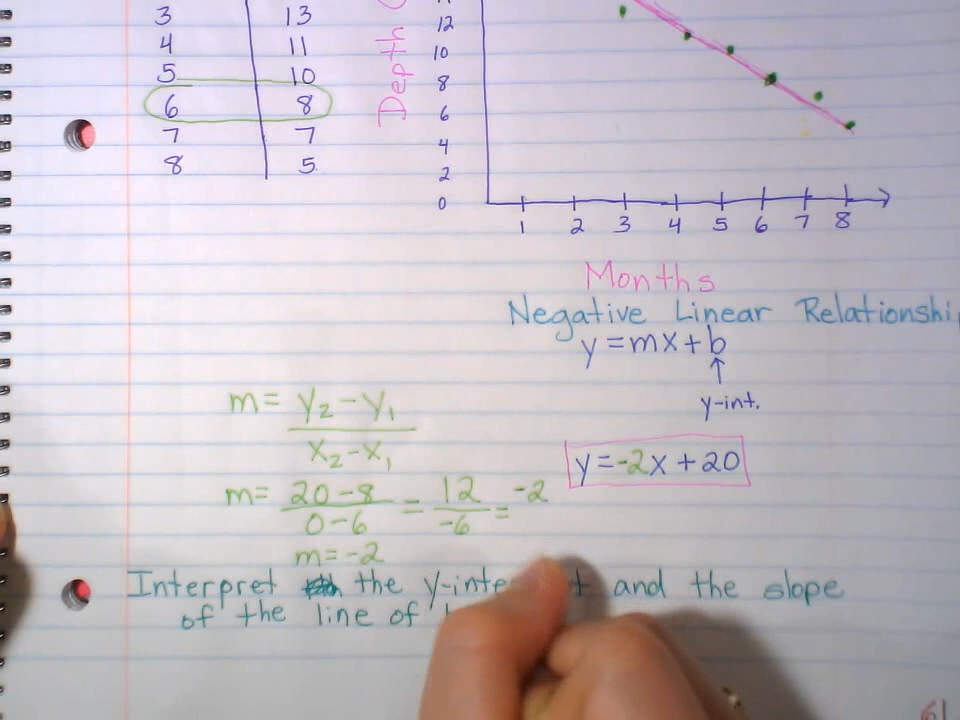 3 13
4 11
5 10
6 8
7 7
8 5
Depth (
12
10
8
6
4
2
0
1 2 3 4 5 6 7 8
Months
Negative Linear Relationshi
y = mx + b
y-int.
m = y₂ - y₁
x₂ - x₁
y = -2x + 20
m = 20 - 8 = 12 = -2
0 - 6 -6
m = -2
Interpret the and the slope
of the line of